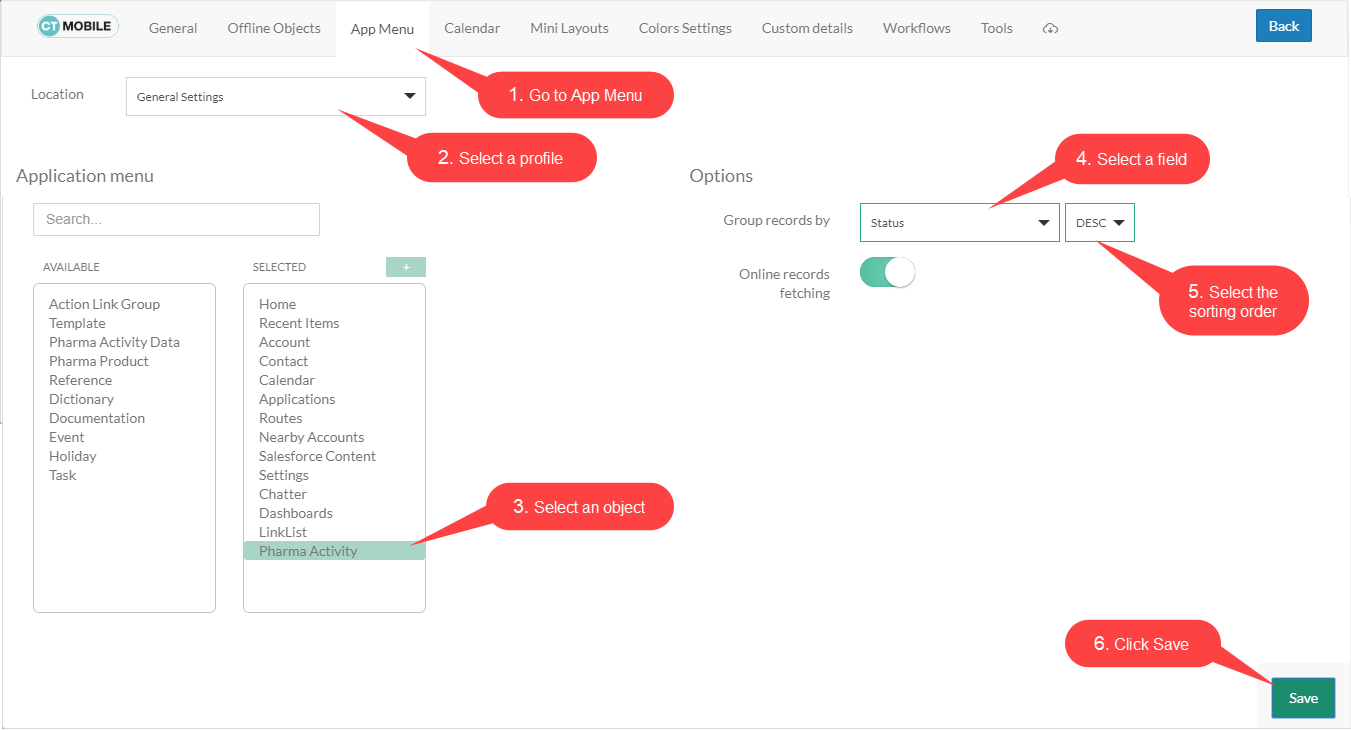 CT MOBILE
General
Offline Objects
App Menu
Calendar
Mini Layouts
Colors Settings
Custom details
Workflows
Tools
Back
Location
General Settings
1. Go to App Menu
2. Select a profile
4. Select a field
Application menu
Options
Search...
Group records by
Status
DESC
AVAILABLE
SELECTED
+
Online records
fetching
5. Select the
sorting order
Action Link Group
Template
Pharma Activity Data
Pharma Product
Reference
Dictionary
Documentation
Event
Holiday
Task
Home
Recent Items
Account
Contact
Calendar
Applications
Routes
Nearby Accounts
Salesforce Content
Settings
Chatter
Dashboards
LinkList
Pharma Activity
3. Select an object
6. Click Save
Save